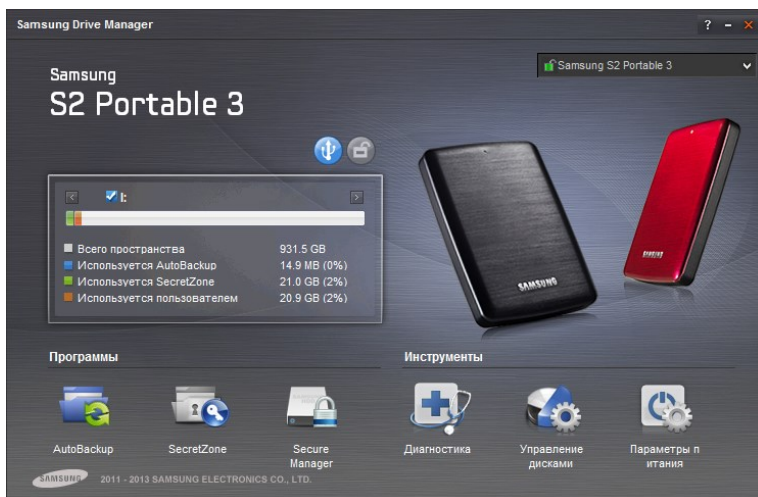 Samsung Drive Manager
? - ×
Samsung S2 Portable 3
Samsung
S2 Portable 3
I:
Всего пространства 931.5 GB
Используется AutoBackup 14.9 MB (0%)
Используется SecretZone 21.0 GB (2%)
Используется пользователем 20.9 GB (2%)
SAMSUNG
SAMSUNG
Программы
Инструменты
AutoBackup
SecretZone
Secure
Manager
Диагностика
Управление
дисками
Параметры п
итания
SAMSUNG 2011 - 2013 SAMSUNG ELECTRONICS CO., LTD.